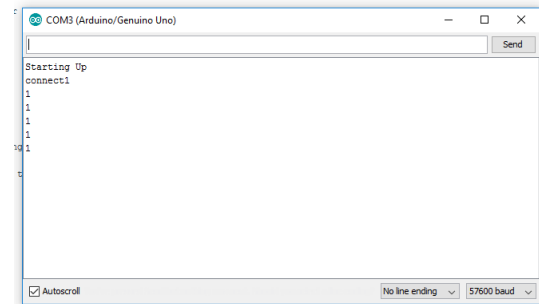 COM3 (Arduino/Genuino Uno)
Send
Starting Up
connect1
1
1
1
1
1
Autoscroll
No line ending
57600 baud